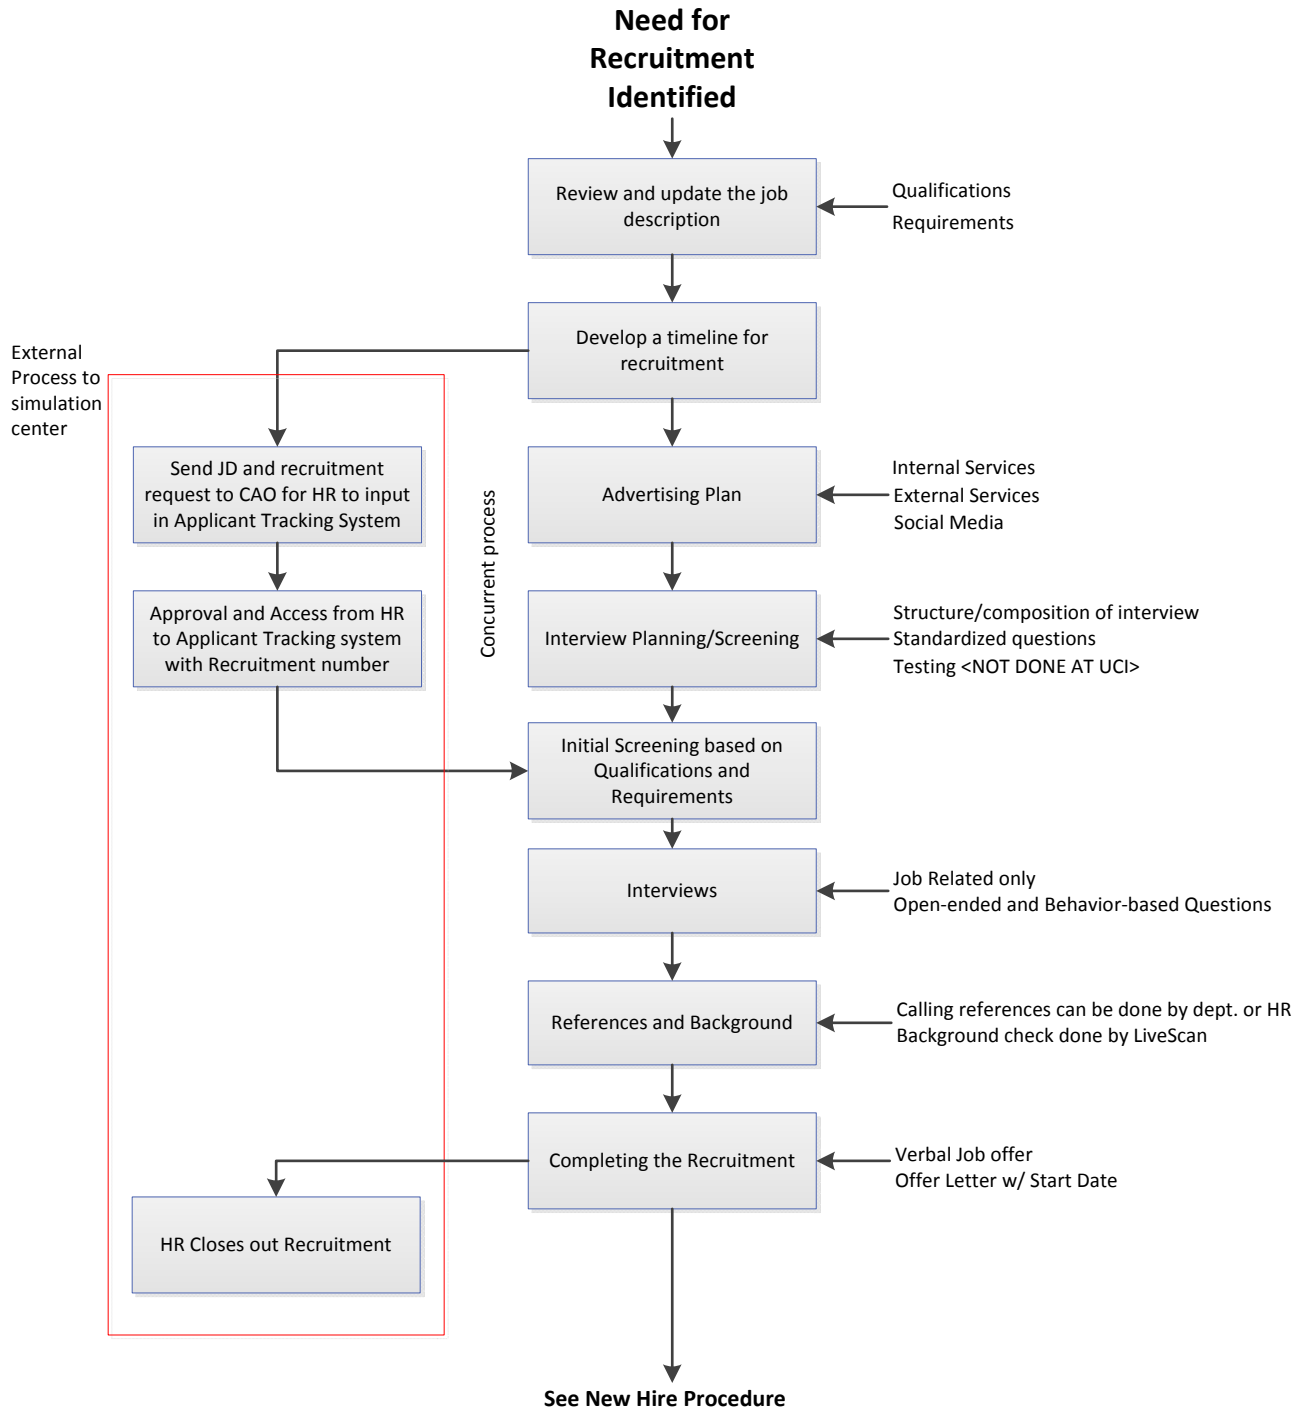 Need for
Recruitment
Identified
Review and update the job
description
Qualifications
Requirements
Develop a timeline for
recruitment
External
Process to
simulation
center
Send JD and recruitment
request to CAO for HR to input
in Applicant Tracking System
Advertising Plan
Internal Services
External Services
Social Media
Concurrent process
Approval and Access from HR
to Applicant Tracking system
with Recruitment number
Interview Planning/Screening
Structure/composition of interview
Standardized questions
Testing <NOT DONE AT UCI>
Initial Screening based on
Qualifications and
Requirements
Interviews
Job Related only
Open-ended and Behavior-based Questions
References and Background
Calling references can be done by dept. or HR
Background check done by LiveScan
Completing the Recruitment
Verbal Job offer
Offer Letter w/ Start Date
HR Closes out Recruitment
See New Hire Procedure